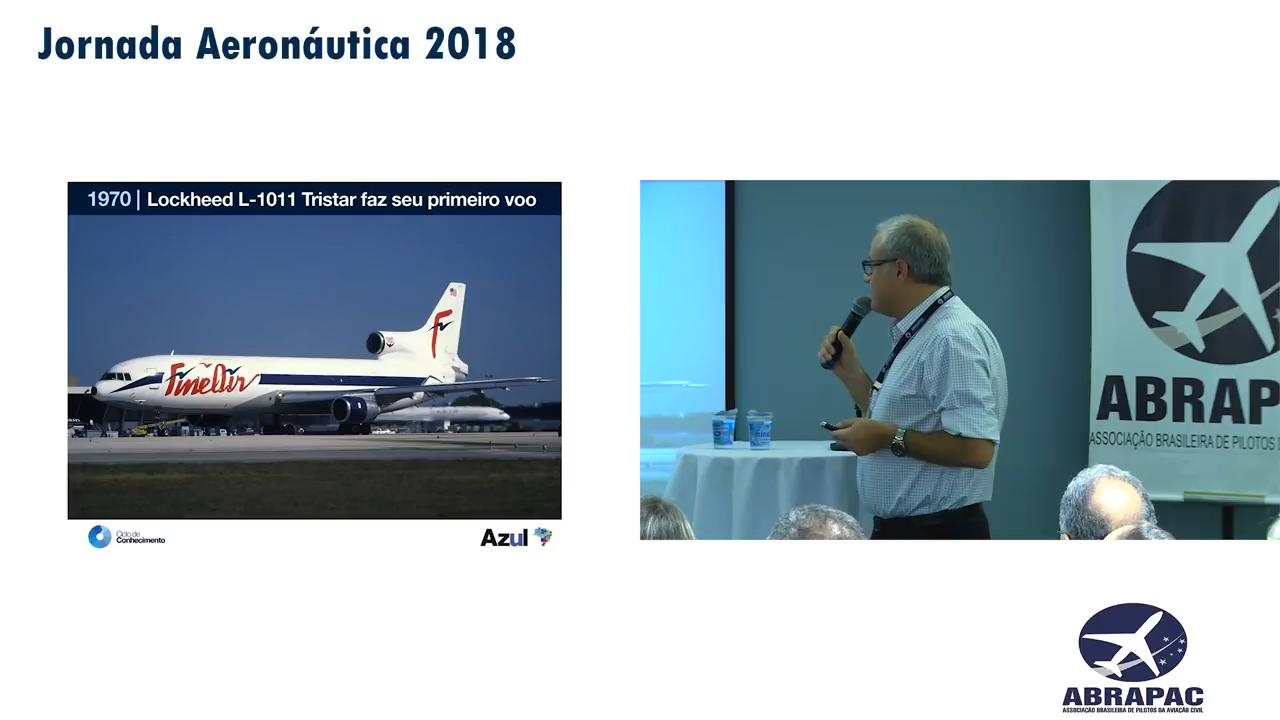 Jornada Aeronáutica 2018
1970 | Lockheed L-1011 Tristar faz seu primeiro voo
FineAir
F
Ciclo de
Conhecimento
Azul
ABRAP
ASSOCIAÇÃO BRASILEIRA DE PILOTOS D
ABRAPAC
ASSOCIAÇÃO BRASILEIRA DE PILOTOS DA AVIAÇÃO CIVIL